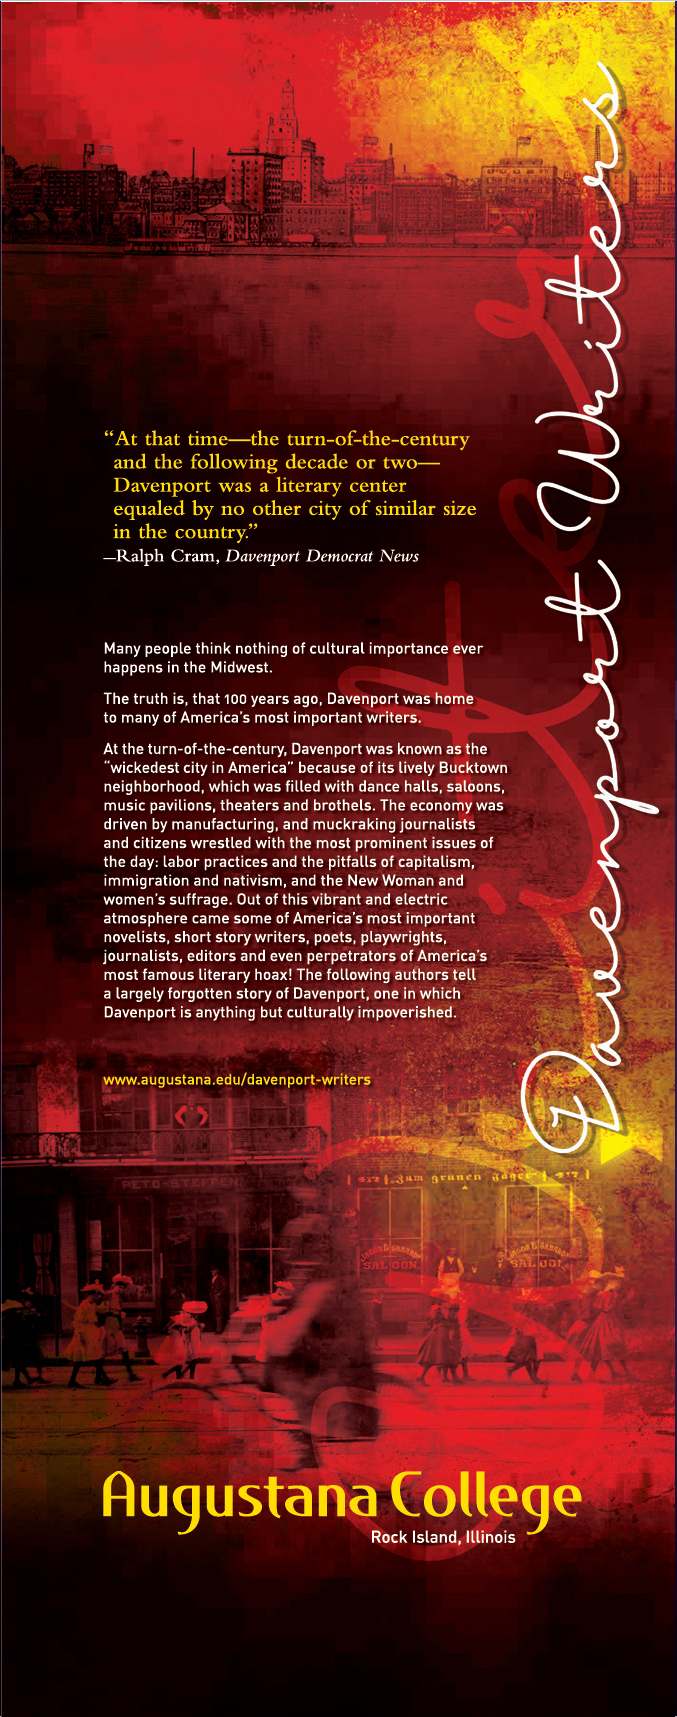 Davenport Writers
“At that time—the turn-of-the-century
and the following decade or two—
Davenport was a literary center
equaled by no other city of similar size
in the country.”
—Ralph Cram, Davenport Democrat News
Many people think nothing of cultural importance ever
happens in the Midwest.
The truth is, that 100 years ago, Davenport was home
to many of America’s most important writers.
At the turn-of-the-century, Davenport was known as the
“wickedest city in America” because of its lively Bucktown
neighborhood, which was filled with dance halls, saloons,
music pavilions, theaters and brothels. The economy was
driven by manufacturing, and muckraking journalists
and citizens wrestled with the most prominent issues of
the day: labor practices and the pitfalls of capitalism,
immigration and nativism, and the New Woman and
women’s suffrage. Out of this vibrant and electric
atmosphere came some of America’s most important
novelists, short story writers, poets, playwrights,
journalists, editors and even perpetrators of America’s
most famous literary hoax! The following authors tell
a largely forgotten story of Davenport, one in which
Davenport is anything but culturally impoverished.
www.augustana.edu/davenport-writers
PETO-STEFFEN
417 Zum grunen Jager 417
SALOON
SALOON
Augustana College
Rock Island, Illinois